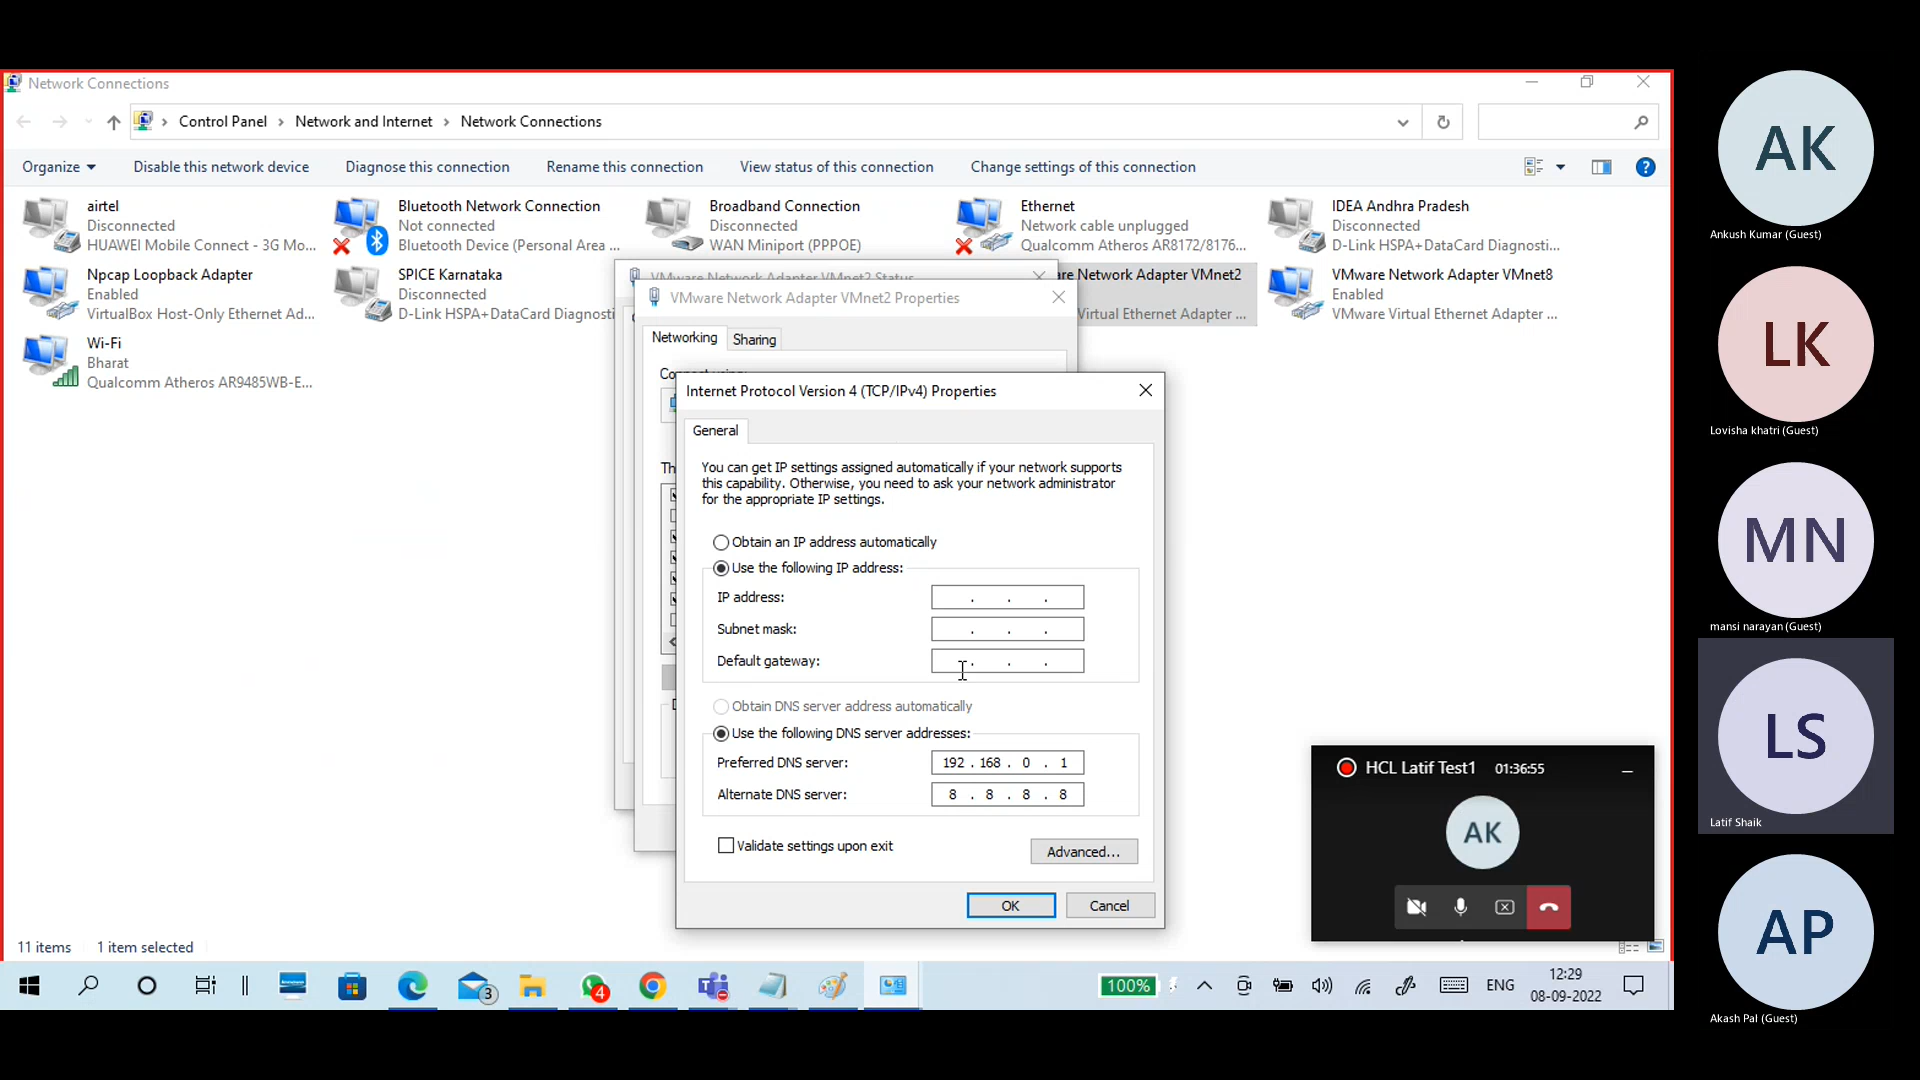 Network Connections
Control Panel > Network and Internet > Network Connections
Organize Disable this network device Diagnose this connection Rename this connection View status of this connection Change settings of this connection
airtel
Disconnected
HUAWEI Mobile Connect - 3G Mo...
Bluetooth Network Connection
Not connected
Bluetooth Device (Personal Area ...
Broadband Connection
Disconnected
WAN Miniport (PPPOE)
Ethernet
Network cable unplugged
Qualcomm Atheros AR8172/8176...
IDEA Andhra Pradesh
Disconnected
D-Link HSPA+DataCard Diagnosti...
Npcap Loopback Adapter
Enabled
VirtualBox Host-Only Ethernet Ad...
SPICE Karnataka
Disconnected
D-Link HSPA+DataCard Diagnosti
re Network Adapter VMnet2
Virtual Ethernet Adapter ...
VMware Network Adapter VMnet8
Enabled
VMware Virtual Ethernet Adapter ...
Wi-Fi
Bharat
Qualcomm Atheros AR9485WB-E...
VMware Network Adapter VMnet2 Status
VMware Network Adapter VMnet2 Properties
Networking Sharing
Connect using:
Th
Internet Protocol Version 4 (TCP/IPv4) Properties
General
You can get IP settings assigned automatically if your network supports
this capability. Otherwise, you need to ask your network administrator
for the appropriate IP settings.
Obtain an IP address automatically
Use the following IP address:
IP address: . . .
Subnet mask: . . .
Default gateway: . . .
Obtain DNS server address automatically
Use the following DNS server addresses:
Preferred DNS server: 192 . 168 . 0 . 1
Alternate DNS server: 8 . 8 . 8 . 8
Validate settings upon exit
Advanced...
OK Cancel
HCL Latif Test1 01:36:55
AK
11 items 1 item selected
3
4
100%
ENG
12:29
08-09-2022
AK
Ankush Kumar (Guest)
LK
Lovisha khatri (Guest)
MN
mansi narayan (Guest)
LS
Latif Shaik
AP
Akash Pal (Guest)